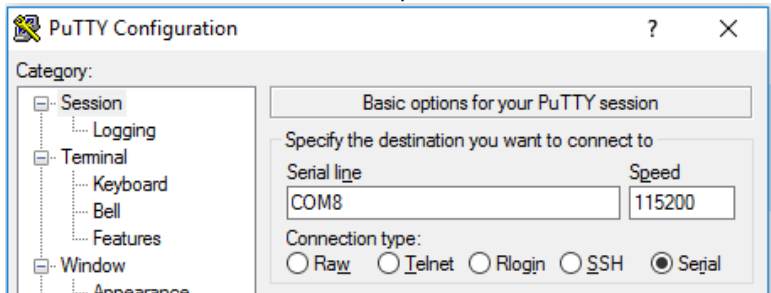 PuTTY Configuration ? ×
Category:
Session
Logging
Terminal
Keyboard
Bell
Features
Window
Appearance
Basic options for your PuTTY session
Specify the destination you want to connect to
Serial line Speed
COM8 115200
Connection type:
Raw Telnet Rlogin SSH Serial